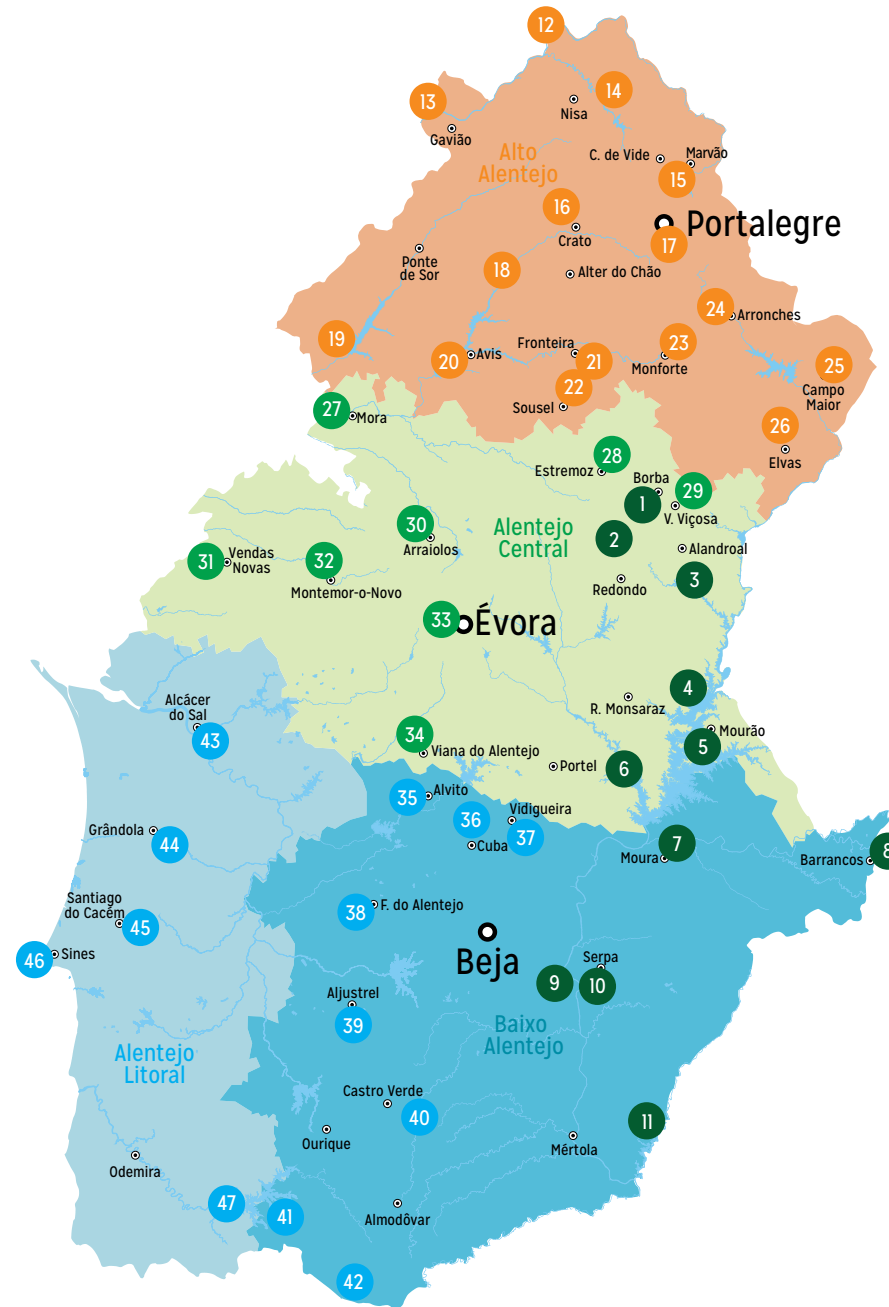 12
14
13
Nisa
Gavião
Alto
Alentejo
C. de Vide
Marvão
15
16
Portalegre
Crato
17
Ponte
de Sor
18
Alter do Chão
24
Arronches
19
Fronteira
23
20
Avis
21
Monforte
25
Campo
Maior
22
Sousel
27
Mora
26
Elvas
28
Estremoz
Borba
29
1
V. Viçosa
30
Arraiolos
Alentejo
Central
2
Alandroal
31
Vendas
Novas
32
Montemor-o-Novo
Redondo
3
33
Évora
4
R. Monsaraz
Alcácer
do Sal
43
34
Viana do Alentejo
Mourão
5
Portel
6
35
Alvito
36
Vidigueira
37
Cuba
Grândola
44
7
Moura
8
Barrancos
Santiago
do Cacém
45
38
F. do Alentejo
46
Sines
Beja
Serpa
9
10
Aljustrel
39
Baixo
Alentejo
Alentejo
Litoral
Castro Verde
40
11
Ourique
Mértola
Odemira
47
41
Almodôvar
42